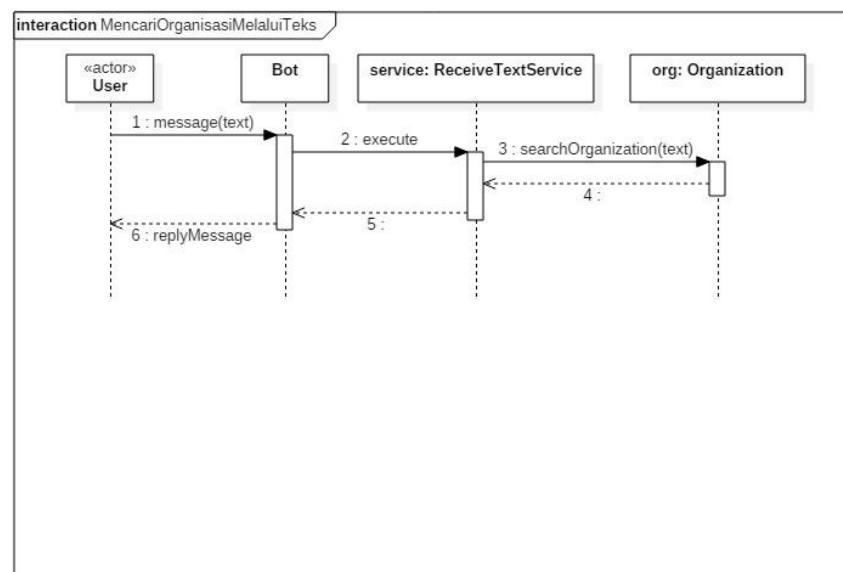 interaction MencariOrganisasiMelaluiTeks
«actor»
User
Bot
service: ReceiveTextService
org: Organization
1 : message(text)
2 : execute
3 : searchOrganization(text)
4 :
5 :
6 : replyMessage